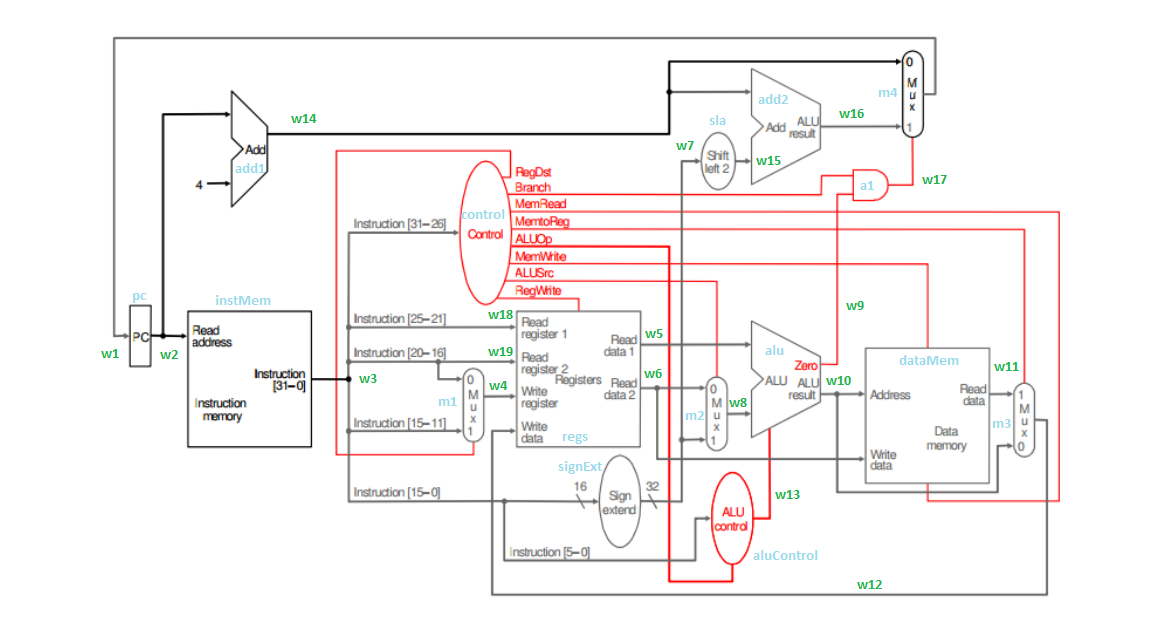 0
M
u
x
1
m4
add2
Add
ALU
result
w16
w14
sla
w7
Shift
left 2
w15
Add
add1
4
a1
w17
RegDst
Branch
MemRead
MemtoReg
ALUOp
MemWrite
ALUSrc
RegWrite
control
Control
Instruction [31–26]
pc
PC
w1
w2
instMem
Read
address
Instruction
[31–0]
Instruction
memory
w3
Instruction [25–21]
w18
Instruction [20–16]
w19
0
M
u
x
1
m1
w4
Instruction [15–11]
Read
register 1
Read
register 2
Registers
Write
register
Write
data
Read
data 1
Read
data 2
regs
w5
w6
0
M
u
x
1
m2
w8
alu
Zero
ALU
ALU
result
w9
w10
dataMem
Address
Read
data
Data
memory
Write
data
w11
1
M
u
x
0
m3
signExt
Instruction [15–0]
16
Sign
extend
32
ALU
control
w13
aluControl
Instruction [5–0]
w12